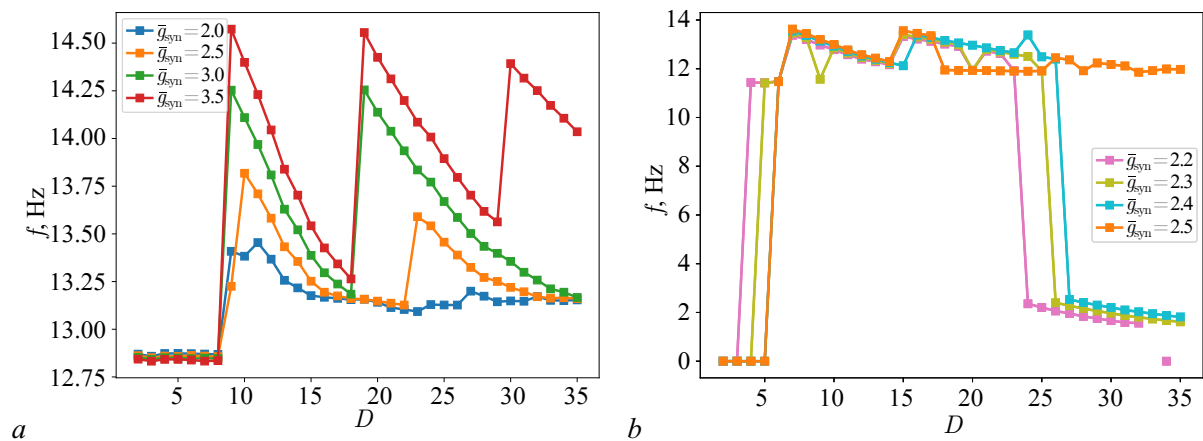 14.50
14.25
14.00
13.75
13.50
13.25
13.00
12.75
f, Hz
ḡsyn = 2.0
ḡsyn = 2.5
ḡsyn = 3.0
ḡsyn = 3.5
5 10 15 20 25 30 35
D
a
14
12
10
8
6
4
2
0
f, Hz
ḡsyn = 2.2
ḡsyn = 2.3
ḡsyn = 2.4
ḡsyn = 2.5
5 10 15 20 25 30 35
D
b